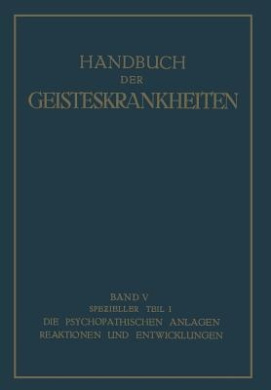 HANDBUCH
DER
GEISTESKRANKHEITEN
BAND V
SPEZIELLER TEIL I
DIE PSYCHOPATHISCHEN ANLAGEN
REAKTIONEN UND ENTWICKLUNGEN